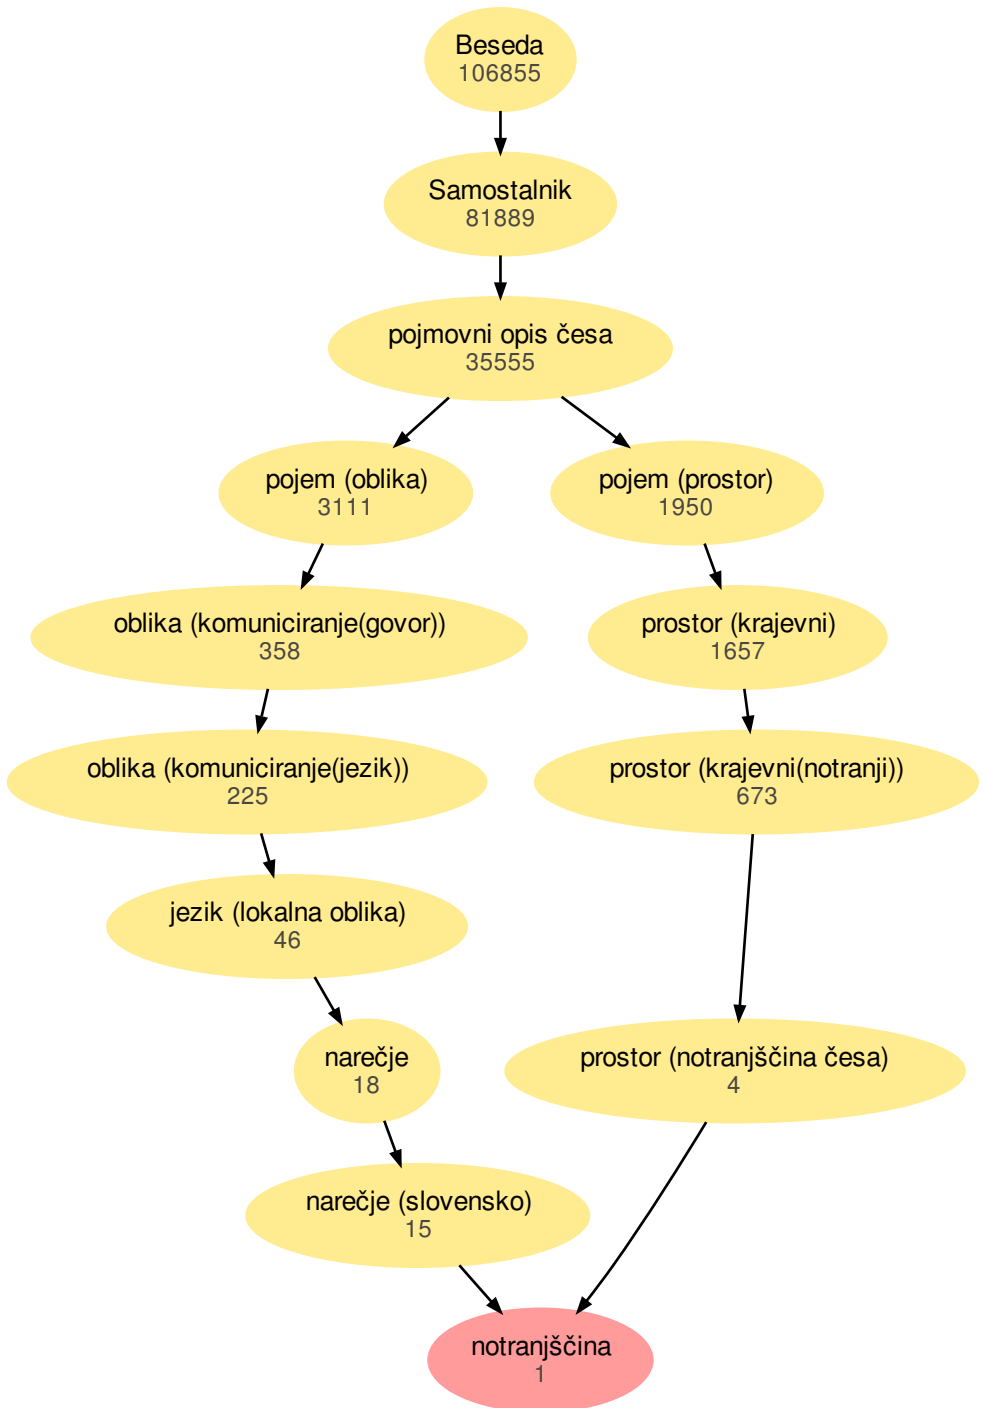 Beseda
106855
Samostalnik
81889
pojmovni opis česa
35555
pojem (oblika)
3111
pojem (prostor)
1950
oblika (komuniciranje(govor))
358
prostor (krajevni)
1657
oblika (komuniciranje(jezik))
225
prostor (krajevni(notranji))
673
jezik (lokalna oblika)
46
narečje
18
prostor (notranjščina česa)
4
narečje (slovensko)
15
notranjščina
1